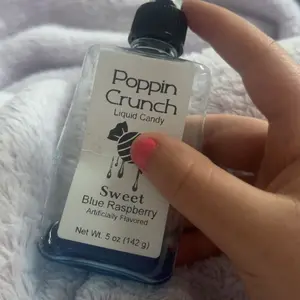 Poppin
Crunch
Liquid Candy
Sweet
Blue Raspberry
Artificially Flavored
Net Wt. 5 oz (142 g)